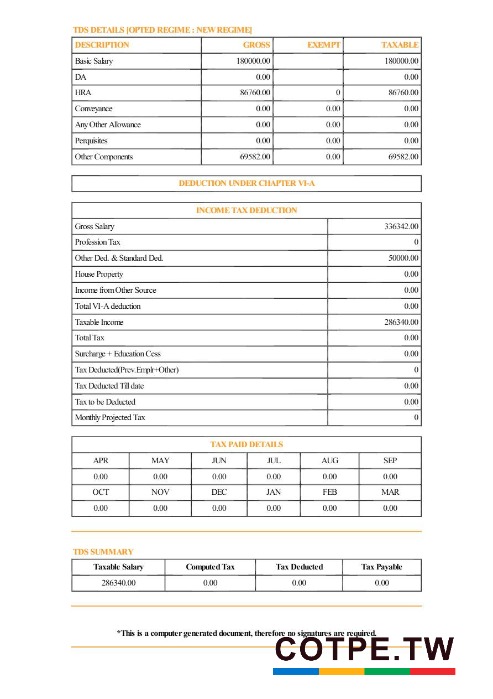 TDS DETAILS [OPTED REGIME : NEW REGIME]
DESCRIPTION GROSS EXEMPT TAXABLE
Basic Salary 180000.00 180000.00
DA 0.00 0.00
HRA 86760.00 0 86760.00
Conveyance 0.00 0.00 0.00
Any Other Allowance 0.00 0.00 0.00
Perquisites 0.00 0.00 0.00
Other Components 69582.00 0.00 69582.00
DEDUCTION UNDER CHAPTER VI-A
INCOME TAX DEDUCTION
Gross Salary 336342.00
Profession Tax 0
Other Ded. & Standard Ded. 50000.00
House Property 0.00
Income from Other Source 0.00
Total VI-A deduction 0.00
Taxable Income 286340.00
Total Tax 0.00
Surcharge + Education Cess 0.00
Tax Deducted(Prev.Emplr+Other) 0
Tax Deducted Till date 0.00
Tax to be Deducted 0.00
Monthly Projected Tax 0
TAX PAID DETAILS
APR MAY JUN JUL AUG SEP
0.00 0.00 0.00 0.00 0.00 0.00
OCT NOV DEC JAN FEB MAR
0.00 0.00 0.00 0.00 0.00 0.00
TDS SUMMARY
Taxable Salary Computed Tax Tax Deducted Tax Payable
286340.00 0.00 0.00 0.00
*This is a computer generated document, therefore no signatures are required.
COTPE.TW